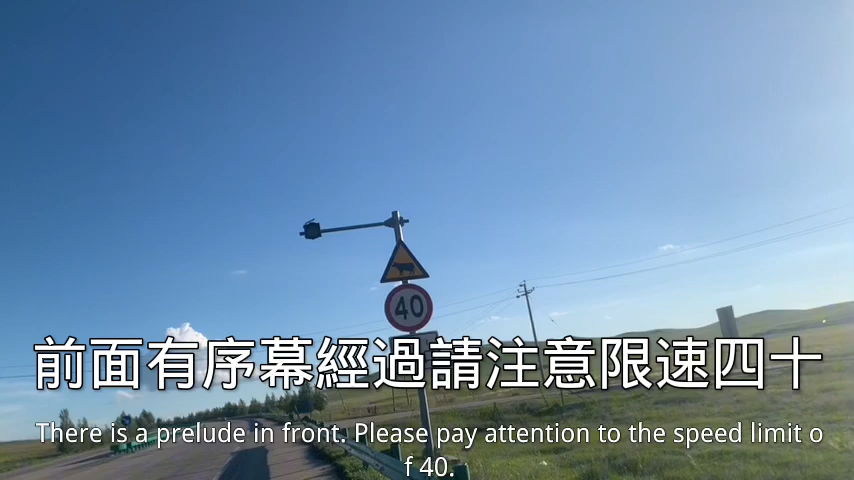 40
前面有序幕經過請注意限速四十
There is a prelude in front. Please pay attention to the speed limit o
f 40.